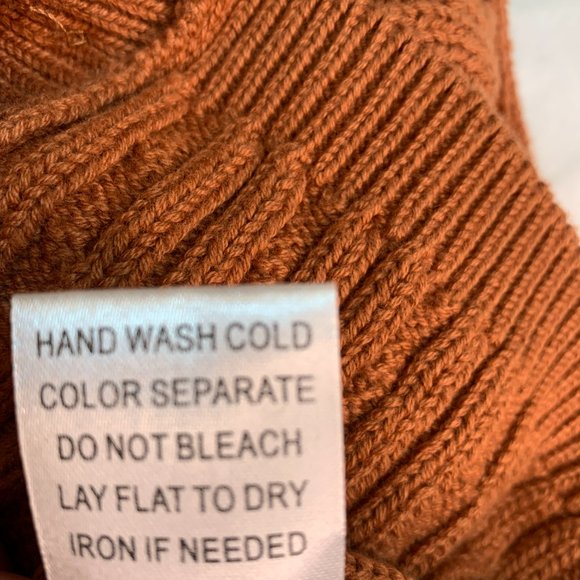 HAND WASH COLD
COLOR SEPARATE
DO NOT BLEACH
LAY FLAT TO DRY
IRON IF NEEDED